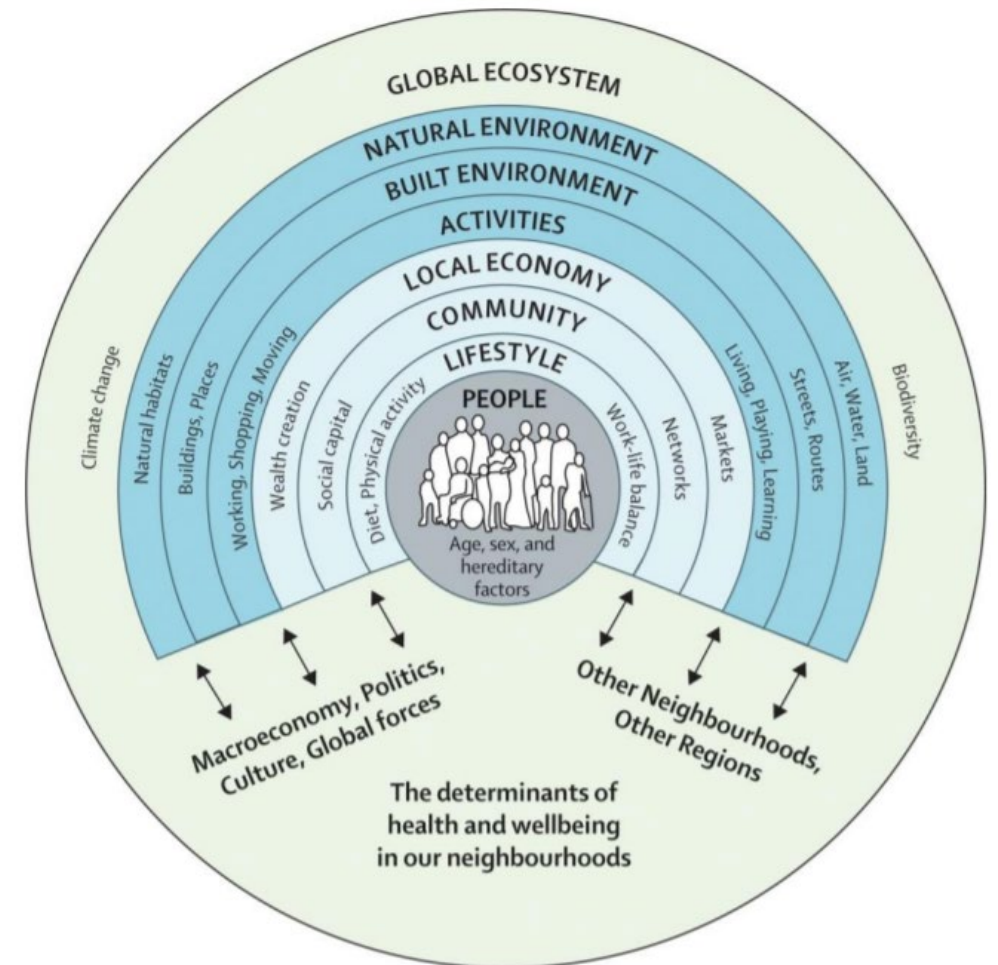 GLOBAL ECOSYSTEM
NATURAL ENVIRONMENT
BUILT ENVIRONMENT
ACTIVITIES
LOCAL ECONOMY
COMMUNITY
LIFESTYLE
PEOPLE
Age, sex, and
hereditary
factors
Climate change
Natural habitats
Buildings, Places
Working, Shopping, Moving
Wealth creation
Social capital
Diet, Physical activity
Work-life balance
Networks
Markets
Living, Playing, Learning
Streets, Routes
Air, Water, Land
Biodiversity
Macroeconomy, Politics,
Culture, Global forces
Other Neighbourhoods,
Other Regions
The determinants of
health and wellbeing
in our neighbourhoods